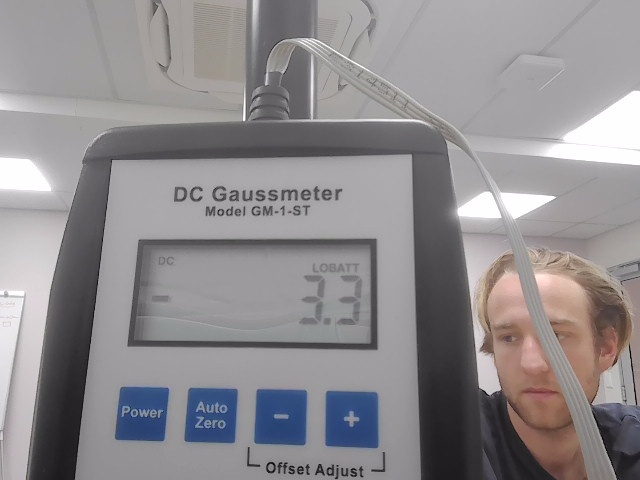 DC Gaussmeter
Model GM-1-ST
DC
LOBATT
- 3.3
Power
Auto
Zero
-
+
Offset Adjust